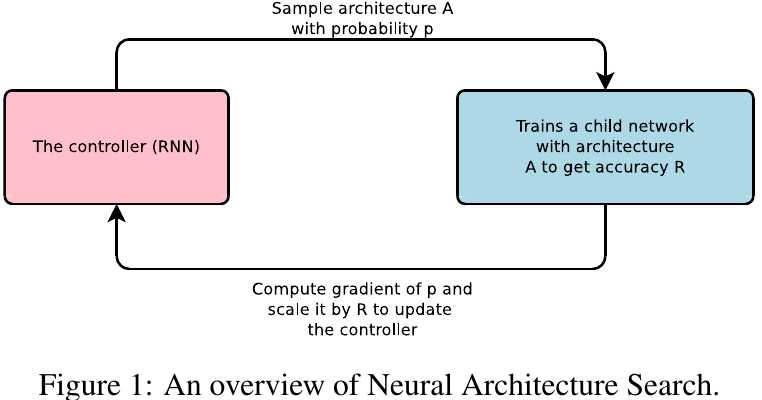 Sample architecture A
with probability p
The controller (RNN)
Trains a child network
with architecture
A to get accuracy R
Compute gradient of p and
scale it by R to update
the controller
Figure 1: An overview of Neural Architecture Search.